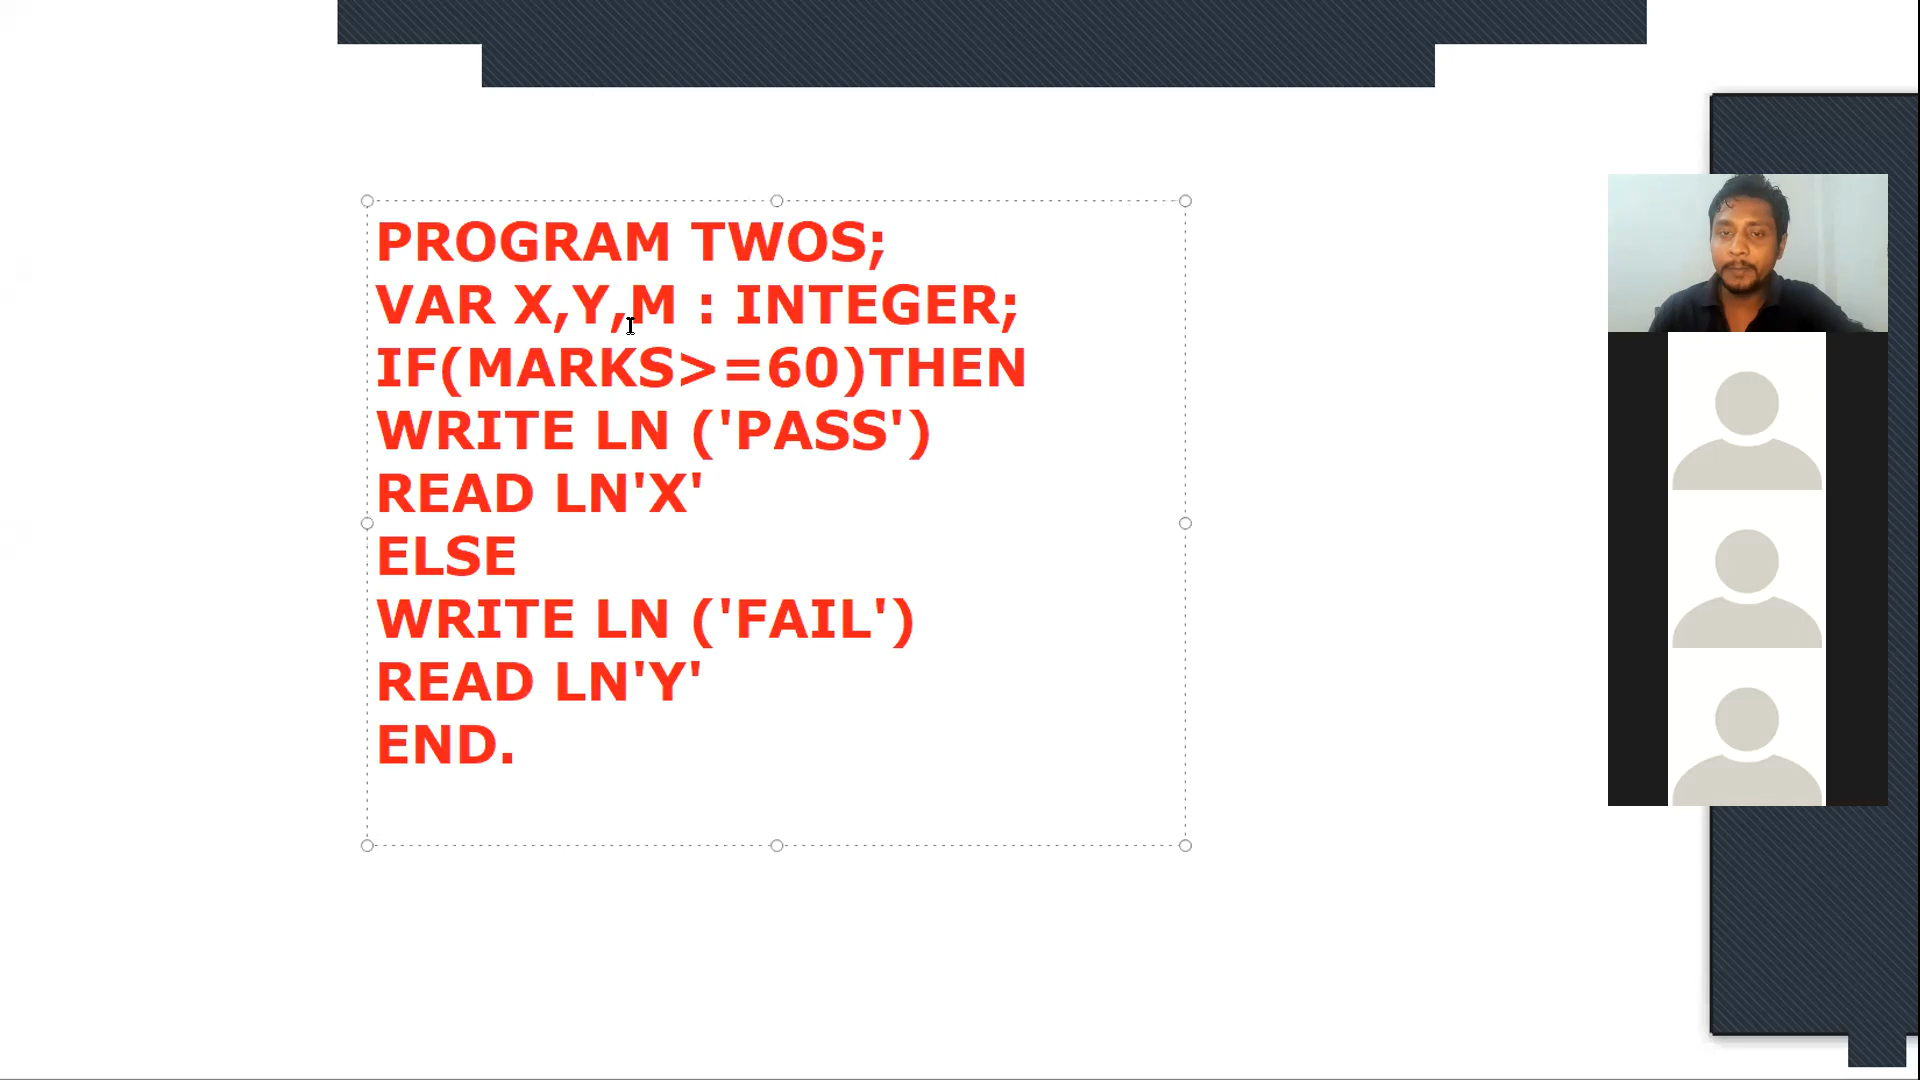 PROGRAM TWOS;
VAR X,Y,M : INTEGER;
IF(MARKS>=60)THEN
WRITE LN ('PASS')
READ LN'X'
ELSE
WRITE LN ('FAIL')
READ LN'Y'
END.